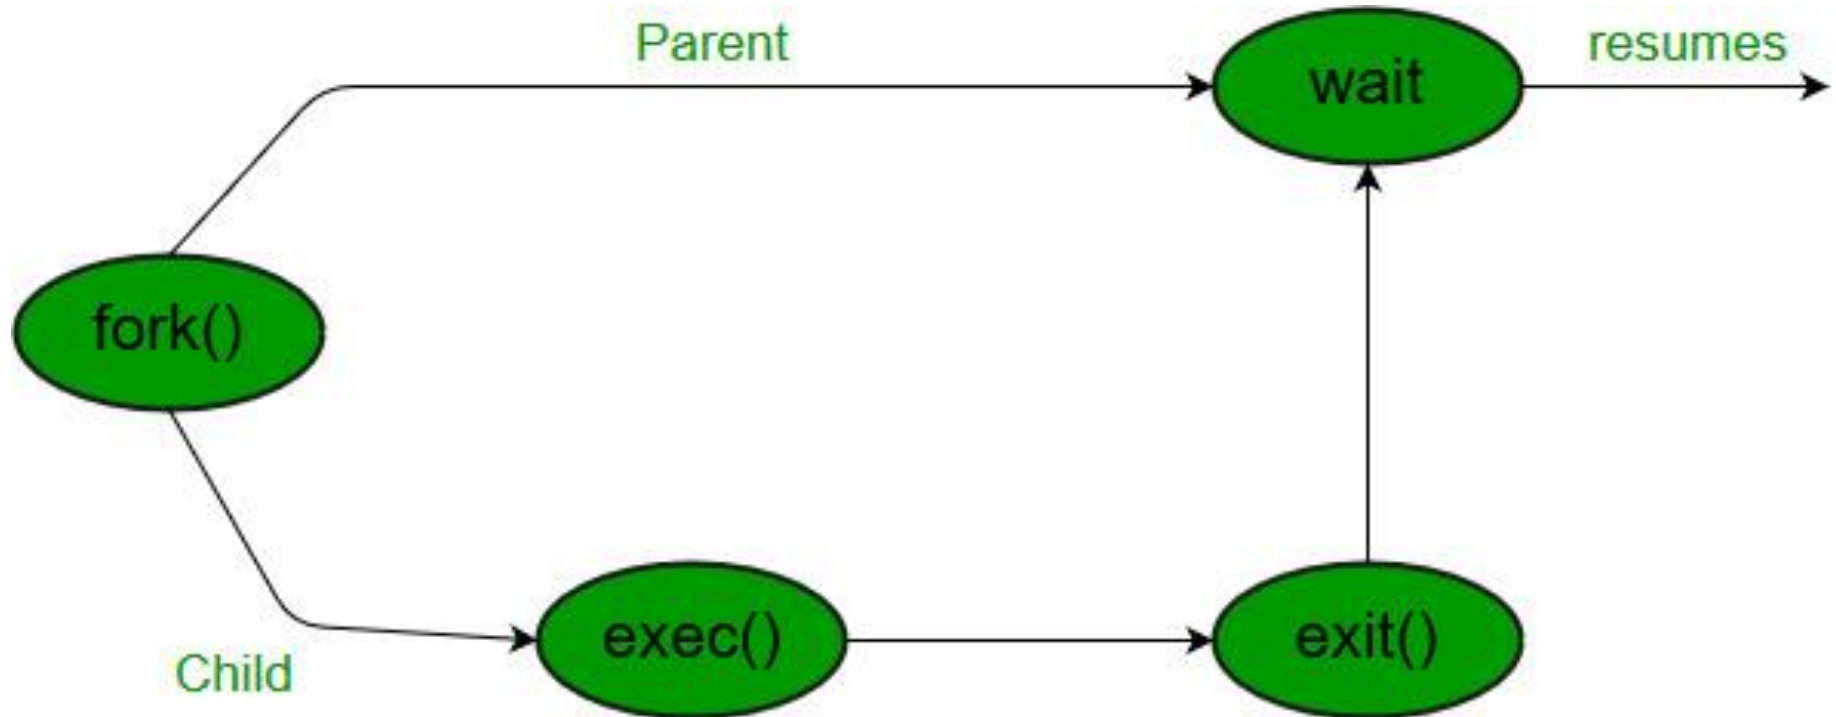 Parent
wait
resumes
fork()
Child
exec()
exit()